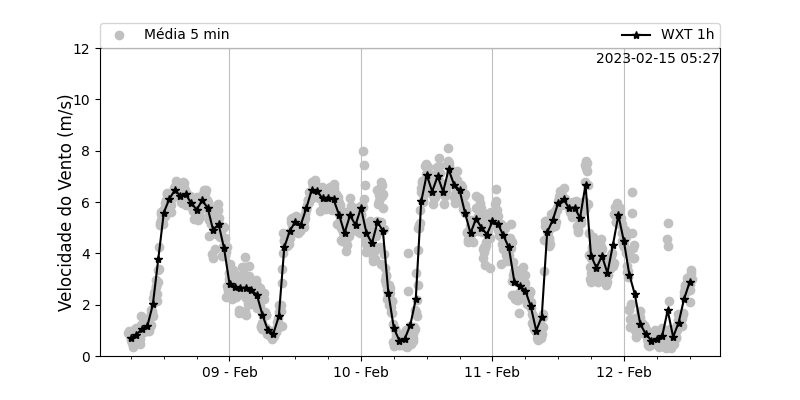 Média 5 min
WXT 1h
2023-02-15 05:27
Velocidade do Vento (m/s)
12
10
8
6
4
2
0
09 - Feb
10 - Feb
11 - Feb
12 - Feb